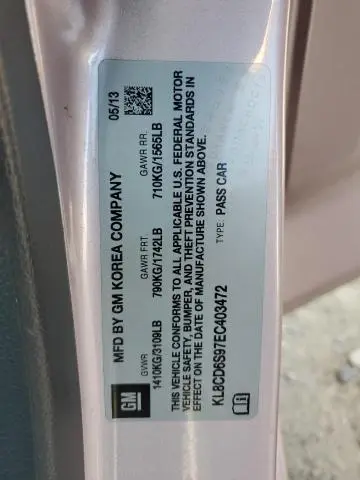 MFD BY GM KOREA COMPANY 05/13
GVWR GAWR FRT. GAWR RR.
1410KG/3109LB 790KG/1742LB 710KG/1565LB
THIS VEHICLE CONFORMS TO ALL APPLICABLE U.S. FEDERAL MOTOR
VEHICLE SAFETY, BUMPER, AND THEFT PREVENTION STANDARDS IN
EFFECT ON THE DATE OF MANUFACTURE SHOWN ABOVE.
KL8CD6S97EC403472 TYPE: PASS CAR
GM